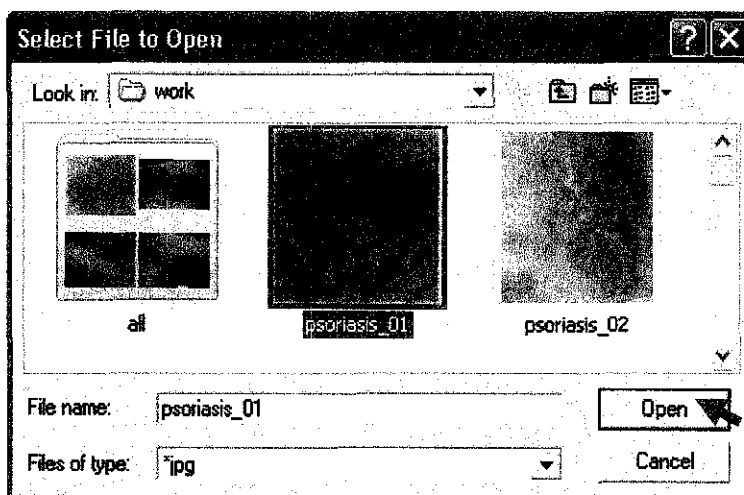 Select File to Open
Look in: work
all
psoriasis_01
psoriasis_02
File name: psoriasis_01
Open
Files of type: *jpg
Cancel